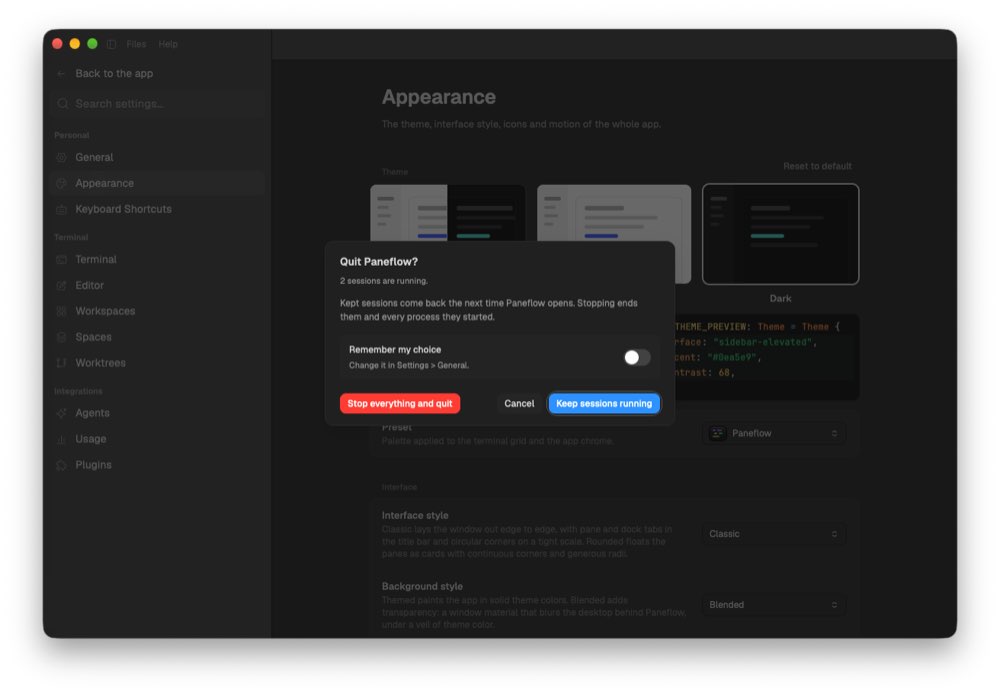 Files Help
Back to the app
Search settings...
Personal
General
Appearance
Keyboard Shortcuts
Terminal
Terminal
Editor
Workspaces
Spaces
Worktrees
Integrations
Agents
Usage
Plugins
Appearance
The theme, interface style, icons and motion of the whole app.
Theme
Reset to default
Dark
THEME_PREVIEW: Theme = Theme {
rface: "sidebar-elevated",
cent: "#0ea5e9",
ntrast: 68,
Quit Paneflow?
2 sessions are running.
Kept sessions come back the next time Paneflow opens. Stopping ends
them and every process they started.
Remember my choice
Change it in Settings > General.
Stop everything and quit
Cancel
Keep sessions running
Preset
Palette applied to the terminal grid and the app chrome.
Paneflow
Interface
Interface style
Classic lays the window out edge to edge, with pane and dock tabs in
the title bar and circular corners on a tight scale. Rounded floats the
panes as cards with continuous corners and generous radii.
Classic
Background style
Themed paints the app in solid theme colors. Blended adds
transparency: a window material that blurs the desktop behind Paneflow,
under a veil of theme color.
Blended